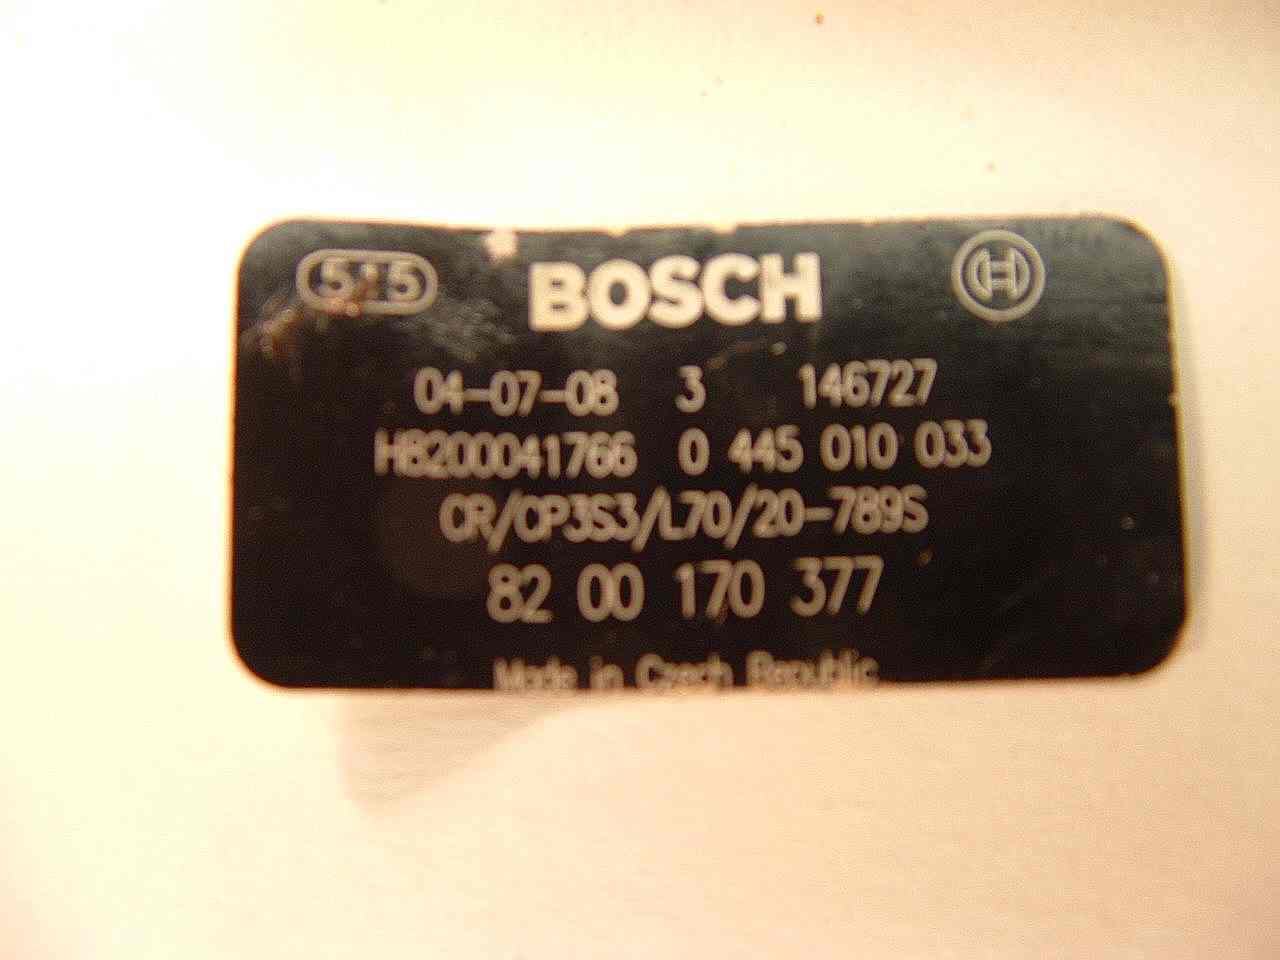 515 BOSCH
04-07-08 3 146727
H8200041766 0 445 010 033
CR/CP3S3/L70/20-789S
82 00 170 377
Made in Czech Republic